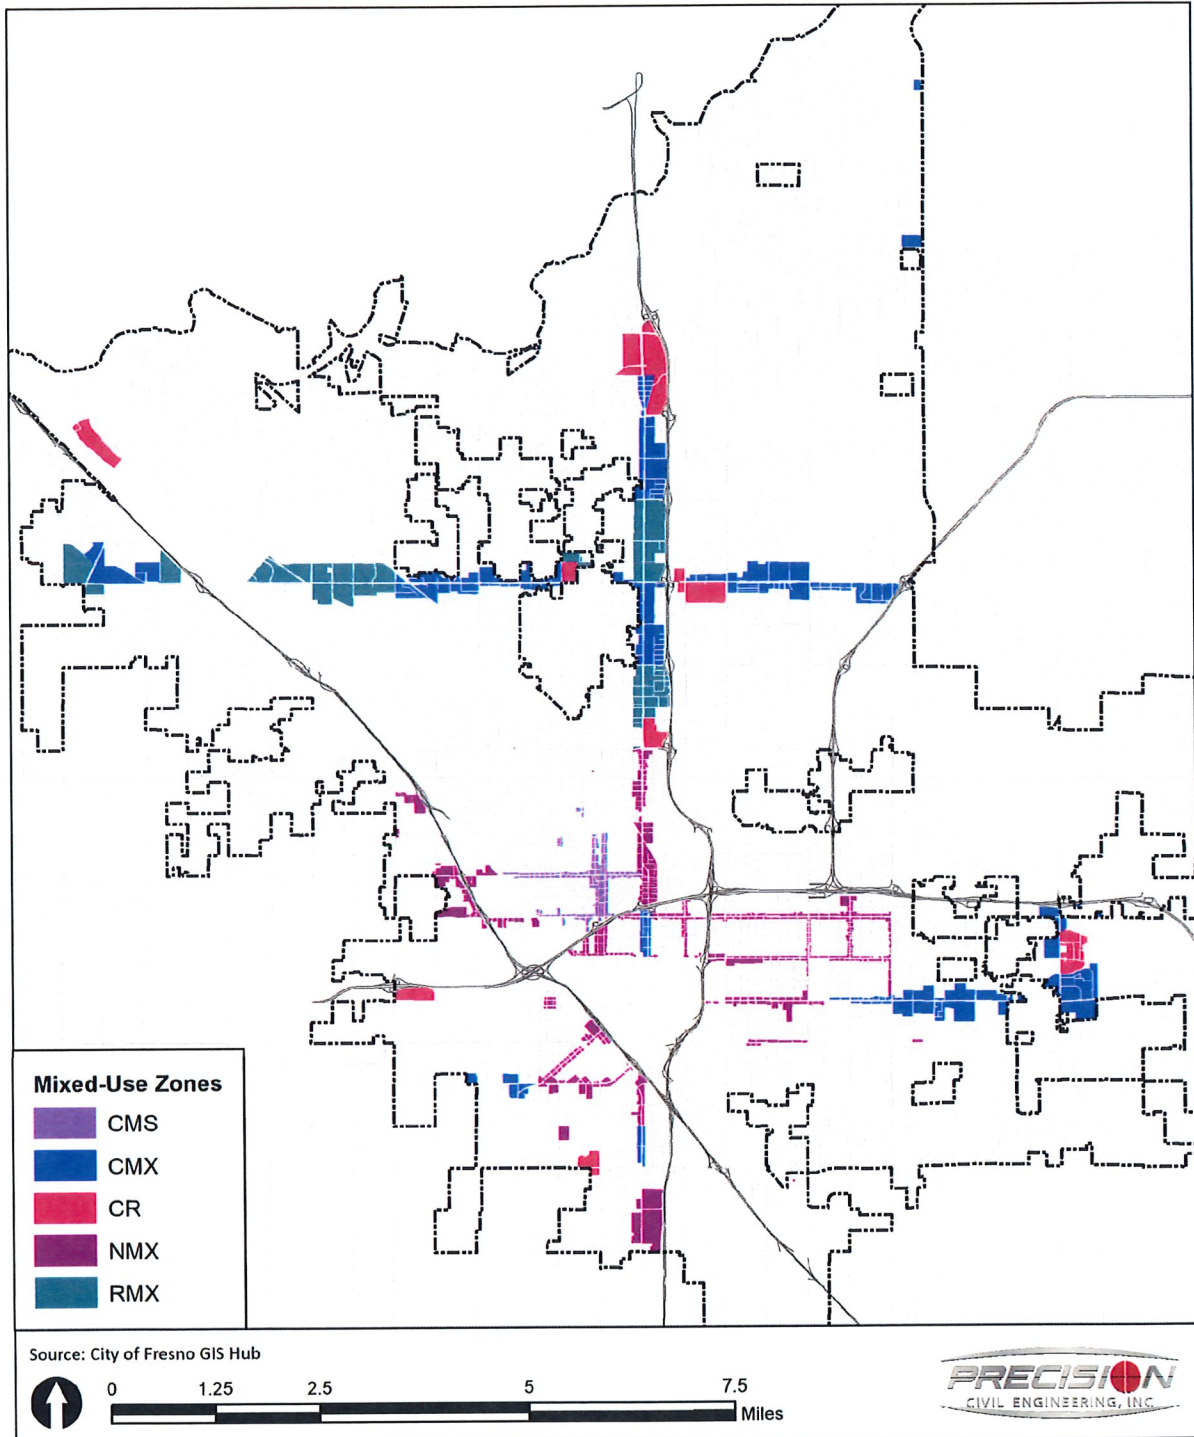 Mixed-Use Zones
CMS
CMX
CR
NMX
RMX
Source: City of Fresno GIS Hub
0 1.25 2.5 5 7.5
Miles
PRECISION
CIVIL ENGINEERING, INC.